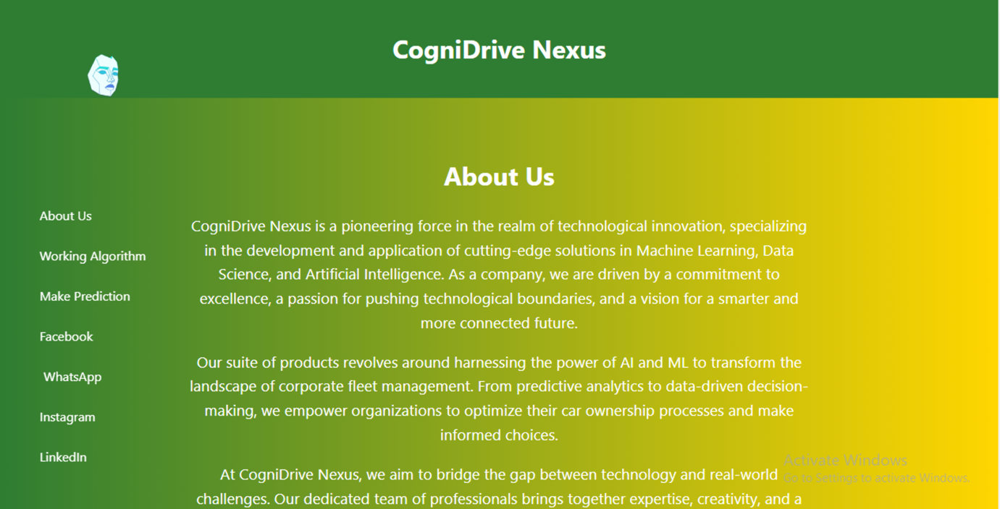 CogniDrive Nexus
About Us
About Us
Working Algorithm
Make Prediction
Facebook
WhatsApp
Instagram
LinkedIn
CogniDrive Nexus is a pioneering force in the realm of technological innovation, specializing
in the development and application of cutting-edge solutions in Machine Learning, Data
Science, and Artificial Intelligence. As a company, we are driven by a commitment to
excellence, a passion for pushing technological boundaries, and a vision for a smarter and
more connected future.
Our suite of products revolves around harnessing the power of AI and ML to transform the
landscape of corporate fleet management. From predictive analytics to data-driven decision-
making, we empower organizations to optimize their car ownership processes and make
informed choices.
At CogniDrive Nexus, we aim to bridge the gap between technology and real-world
challenges. Our dedicated team of professionals brings together expertise, creativity, and a
Activate Windows
Go to Settings to activate Windows.